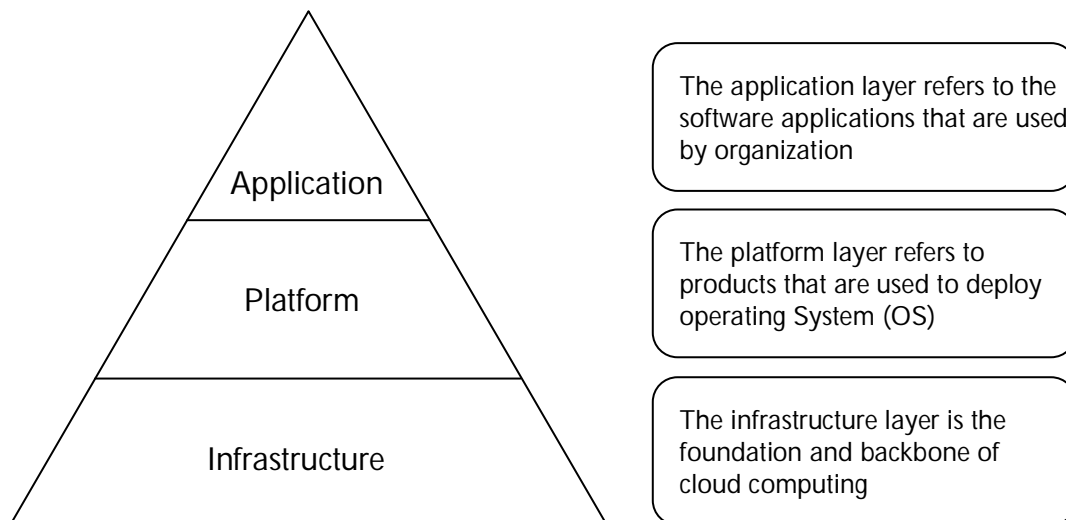 Application
Platform
Infrastructure
The application layer refers to the
software applications that are used
by organization
The platform layer refers to
products that are used to deploy
operating System (OS)
The infrastructure layer is the
foundation and backbone of
cloud computing